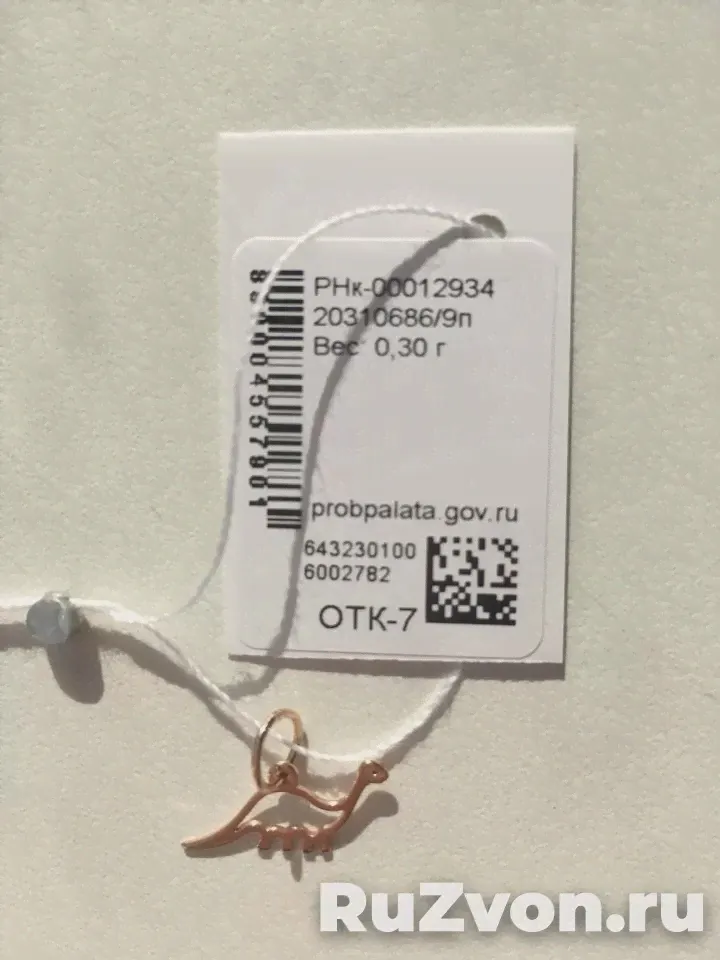 РНк-00012934
20310686/9п
Вес 0,30 г
probpalata.gov.ru
643230100
6002782
ОТК-7
RuZvon.ru